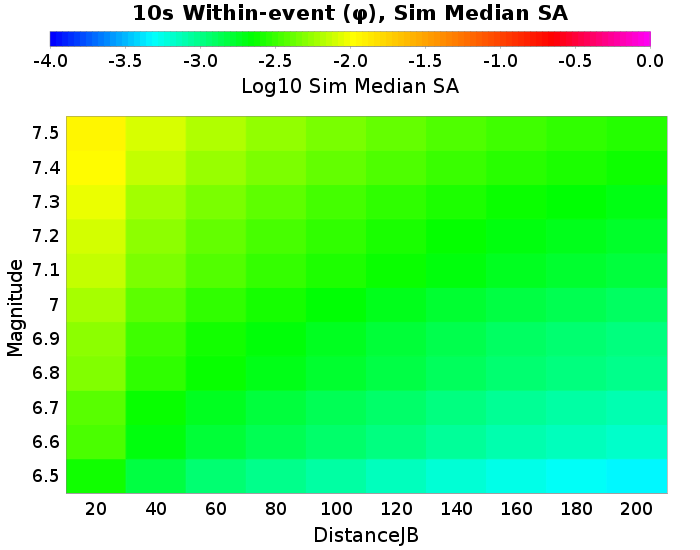 10s Within-event (φ), Sim Median SA
-4.0 -3.5 -3.0 -2.5 -2.0 -1.5 -1.0 -0.5 0.0
Log10 Sim Median SA
7.5
7.4
7.3
7.2
7.1
7
6.9
6.8
6.7
6.6
6.5
Magnitude
20 40 60 80 100 120 140 160 180 200
DistanceJB